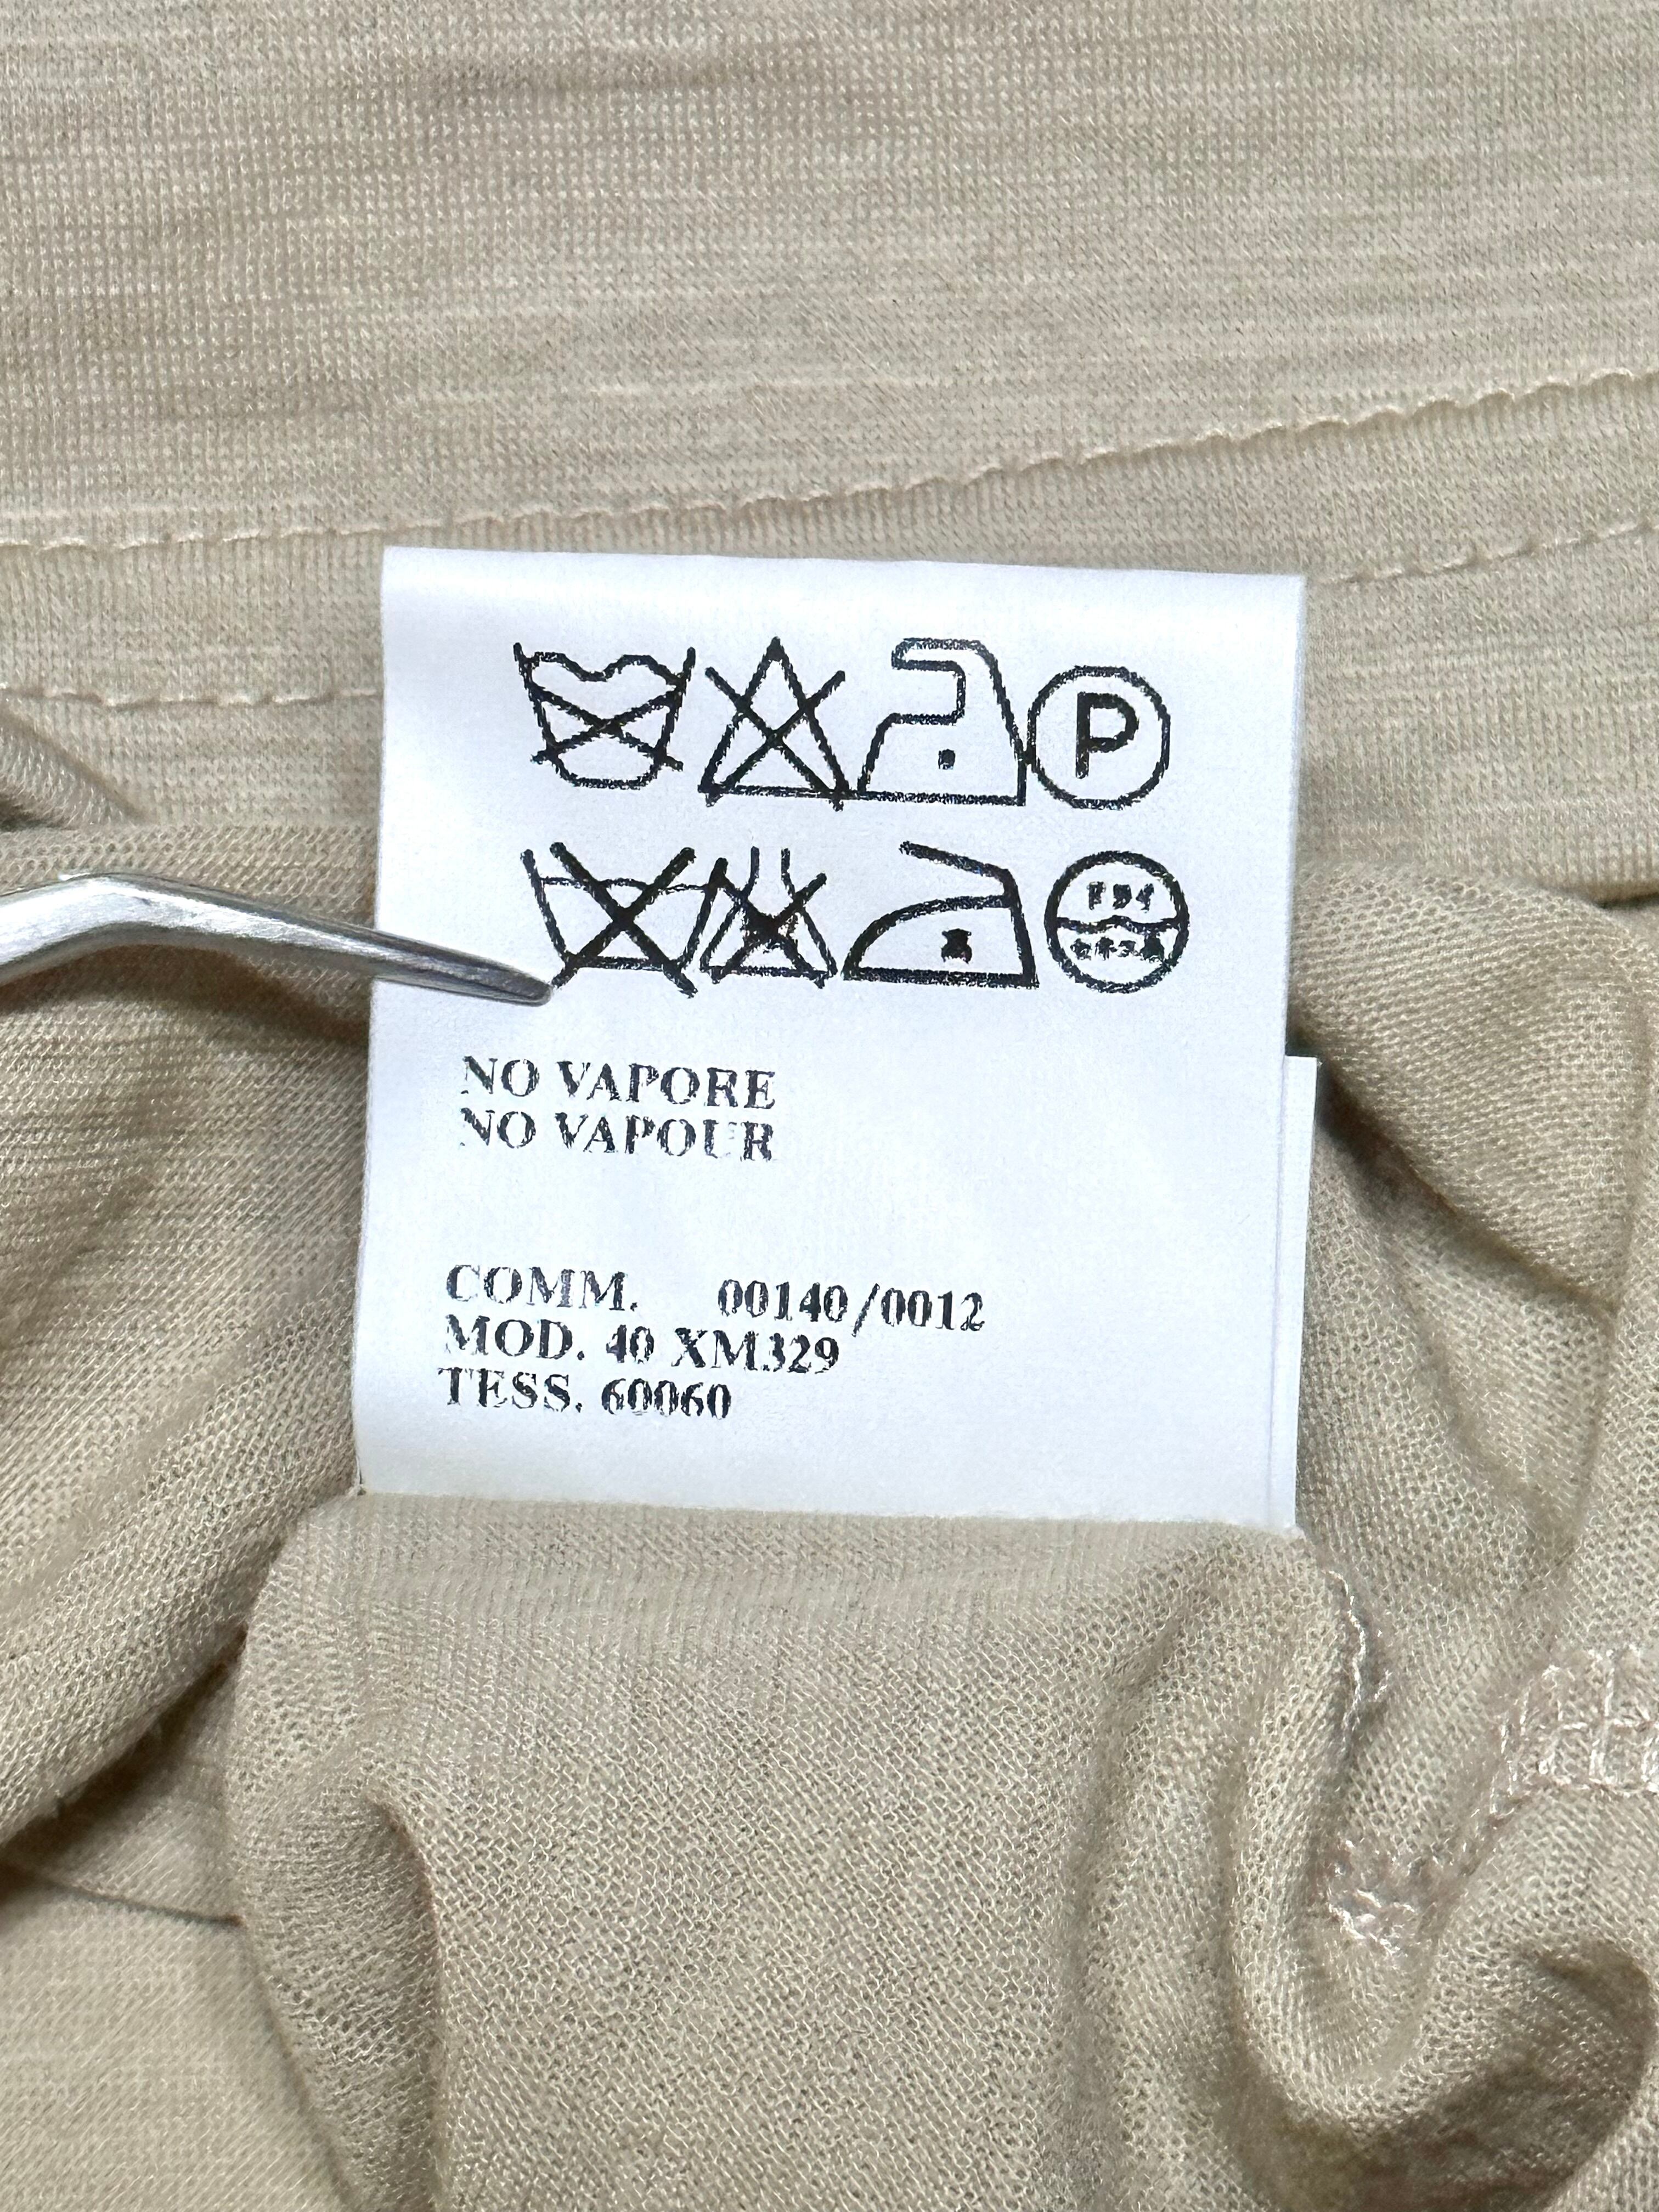 P
NO VAPORE
NO VAPOUR
COMM. 00140/0012
MOD. 40 XM329
TESS. 60060